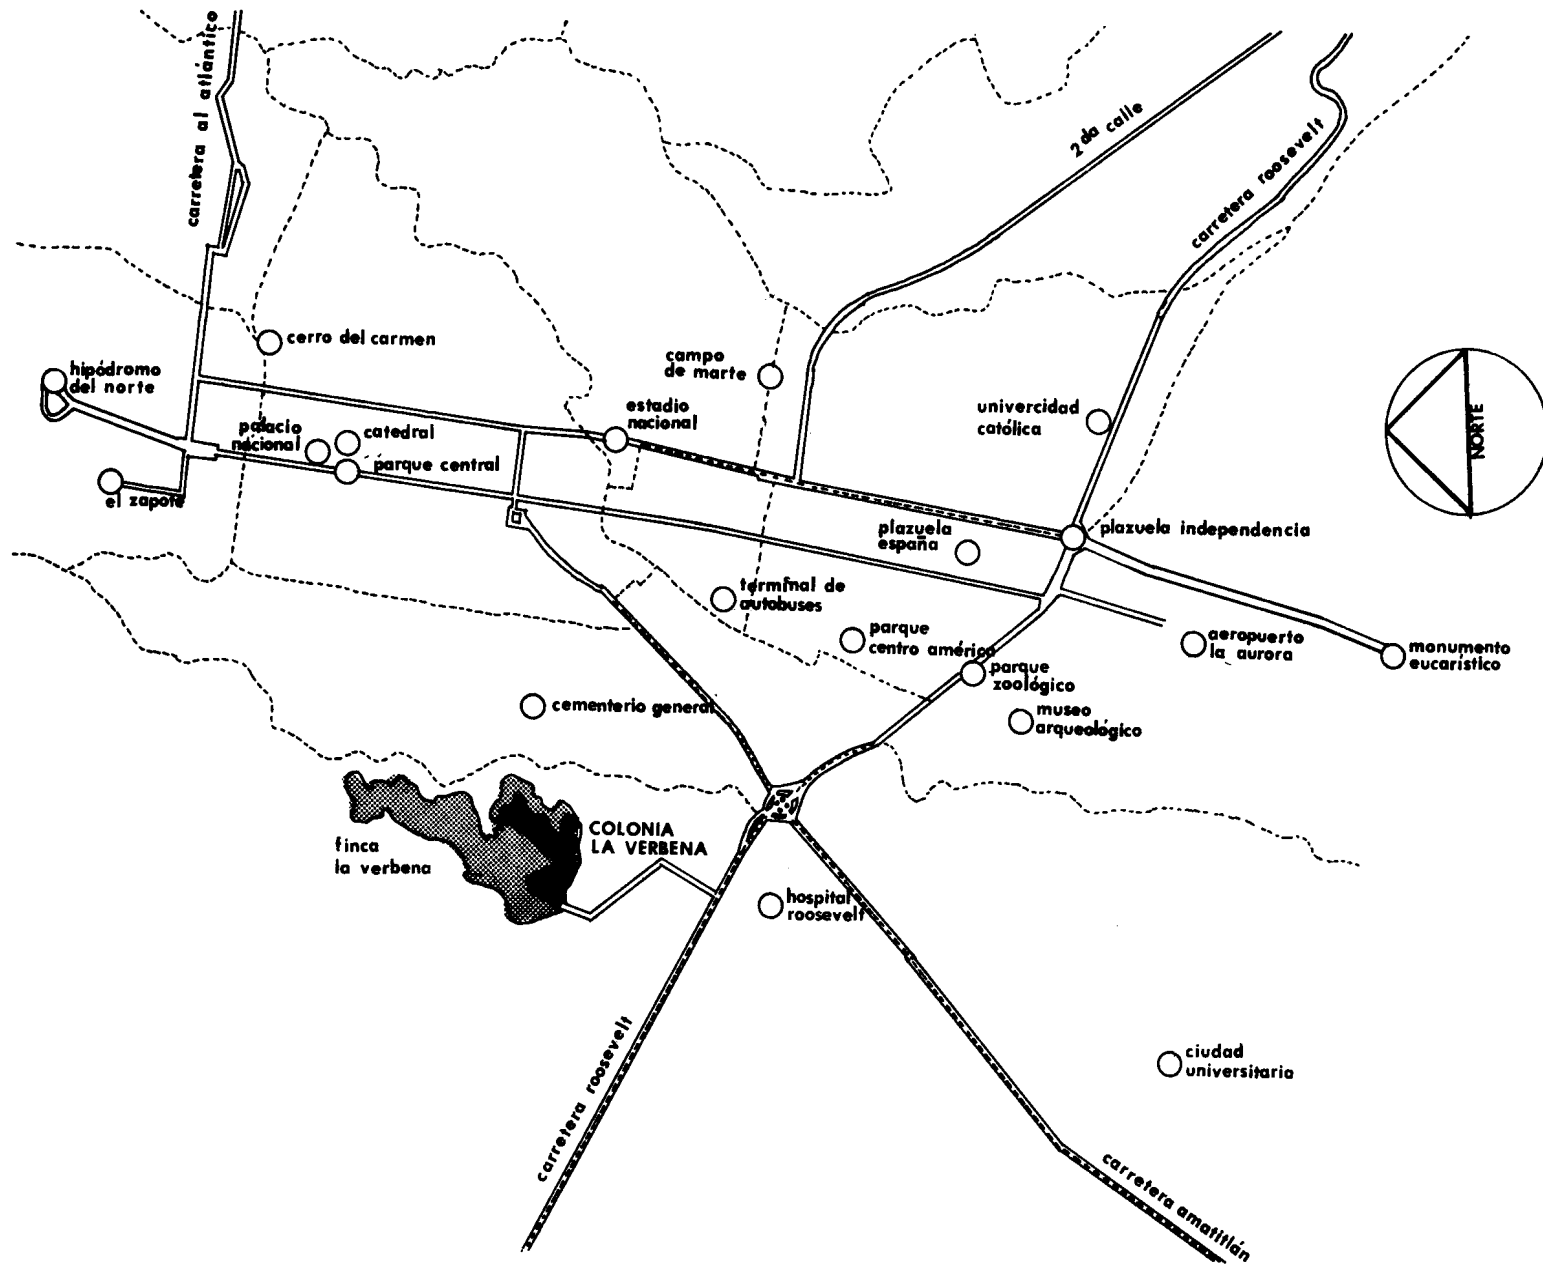 carretera al atlántico
2 da calle
carretera roosevelt
cerro del carmen
hipódromo
del norte
campo
de marte
estadio
nacional
univercidad
católica
NORTE
palacio
nacional
catedral
parque central
el zapote
plazuela
españa
plazuela independencia
terminal de
autobuses
parque
centro américa
aeropuerto
la aurora
monumento
eucarístico
parque
zoológico
museo
arqueológico
cementerio general
COLONIA
LA VERBENA
finca
la verbena
hospital
roosevelt
carretera roosevelt
ciudad
universitaria
carretera amatitlán